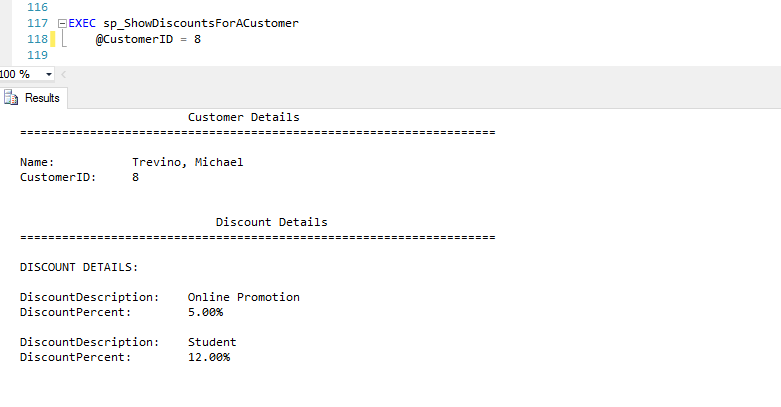 116
117 EXEC sp_ShowDiscountsForACustomer
118 @CustomerID = 8
119
100 %
Results
Customer Details
====================================================================
Name: Trevino, Michael
CustomerID: 8
Discount Details
====================================================================
DISCOUNT DETAILS:
DiscountDescription: Online Promotion
DiscountPercent: 5.00%
DiscountDescription: Student
DiscountPercent: 12.00%